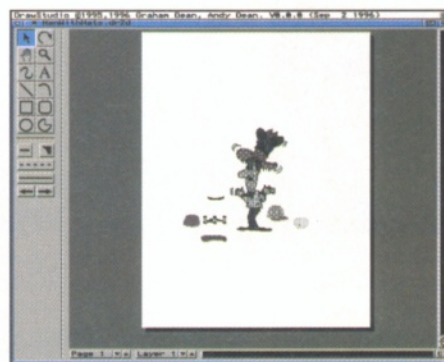 DrawStudio ©1995,1996 Graham Dean, Andy Dean, V0.0.0 (Sep 2 1996)
A
Page 1 Layer 1